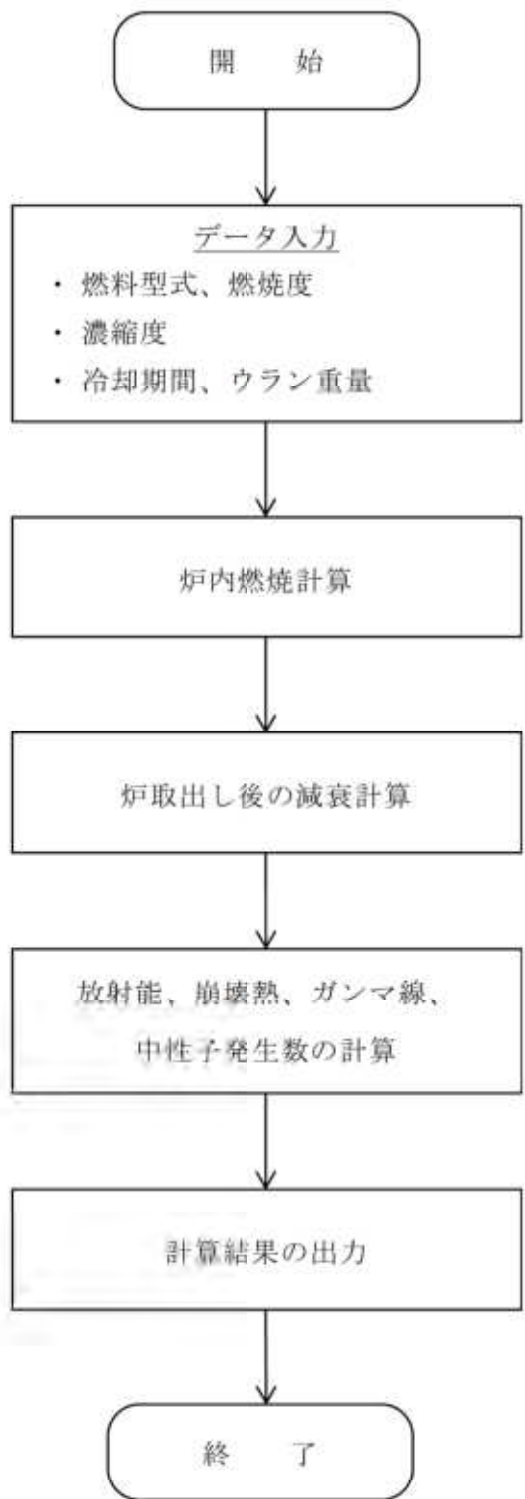 開 始
データ入力
・ 燃料型式、燃焼度
・ 濃縮度
・ 冷却期間、ウラン重量
炉内燃焼計算
炉取出し後の減衰計算
放射能、崩壊熱、ガンマ線、
中性子発生数の計算
計算結果の出力
終 了